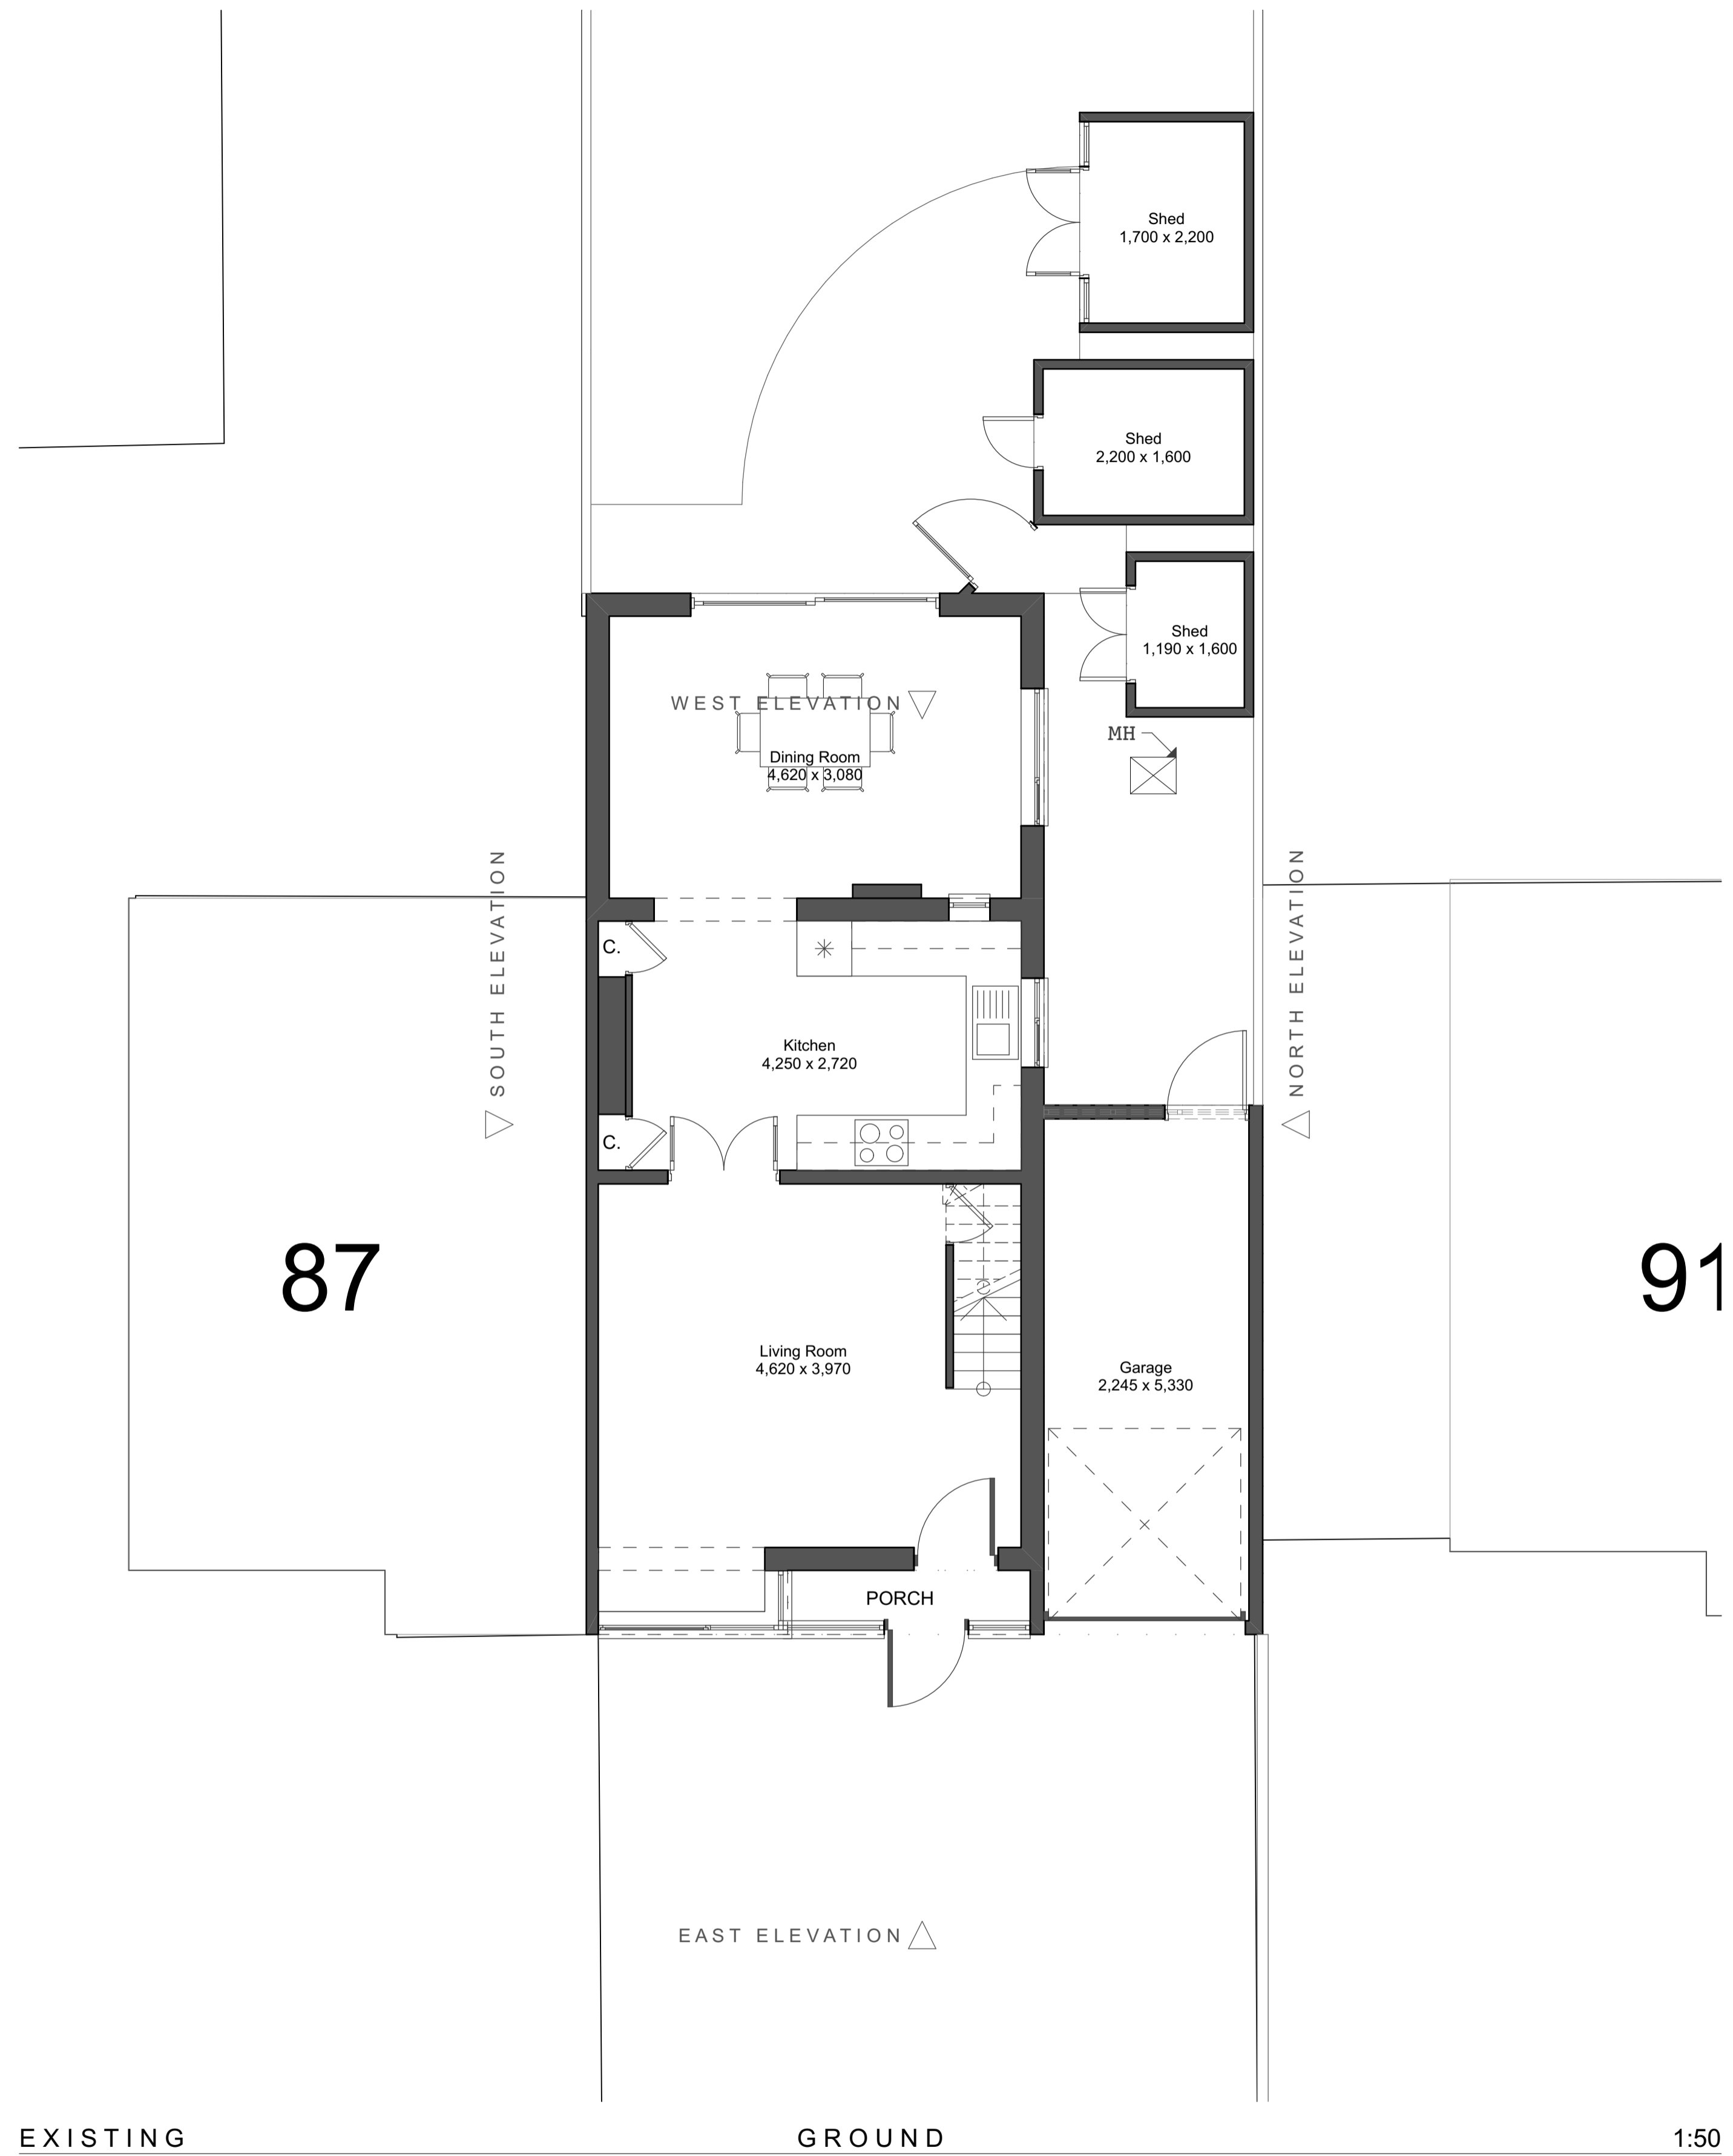 Shed
1,700 x 2,200
Shed
2,200 x 1,600
Shed
1,190 x 1,600
WEST ELEVATION
MH
Dining Room
4,620 x 3,080
SOUTH ELEVATION
NORTH ELEVATION
C.
Kitchen
4,250 x 2,720
C.
87
91
Living Room
4,620 x 3,970
Garage
2,245 x 5,330
PORCH
EAST ELEVATION
EXISTING
GROUND
1:50